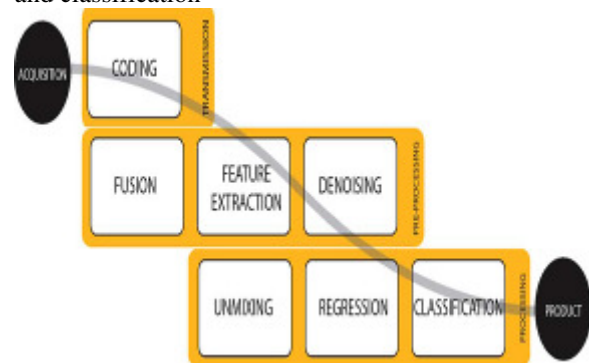 and classification
ACQUISITION
CODING
TRANSMISSION
FUSION
FEATURE
EXTRACTION
DENOISING
PRE-PROCESSING
UNMIXING
REGRESSION
CLASSIFICATION
PROCESSING
PRODUCT